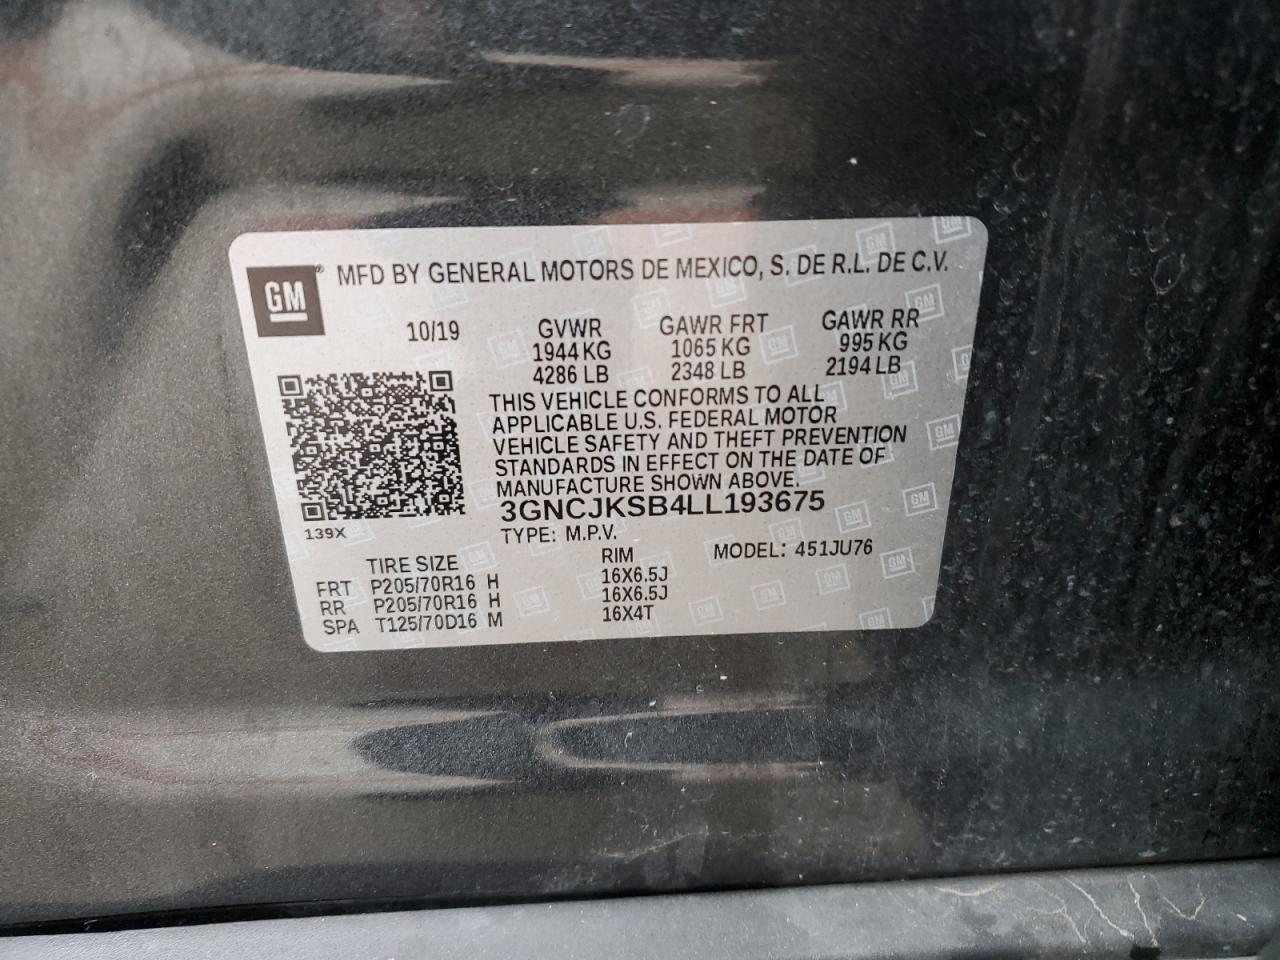 GM® MFD BY GENERAL MOTORS DE MEXICO, S. DE R.L. DE C.V.
10/19 GVWR GAWR FRT GAWR RR
1944 KG 1065 KG 995 KG
4286 LB 2348 LB 2194 LB
THIS VEHICLE CONFORMS TO ALL
APPLICABLE U.S. FEDERAL MOTOR
VEHICLE SAFETY AND THEFT PREVENTION
STANDARDS IN EFFECT ON THE DATE OF
MANUFACTURE SHOWN ABOVE.
3GNCJKSB4LL193675
139X TYPE: M.P.V.
TIRE SIZE RIM MODEL: 451JU76
FRT P205/70R16 H 16X6.5J
RR P205/70R16 H 16X6.5J
SPA T125/70D16 M 16X4T